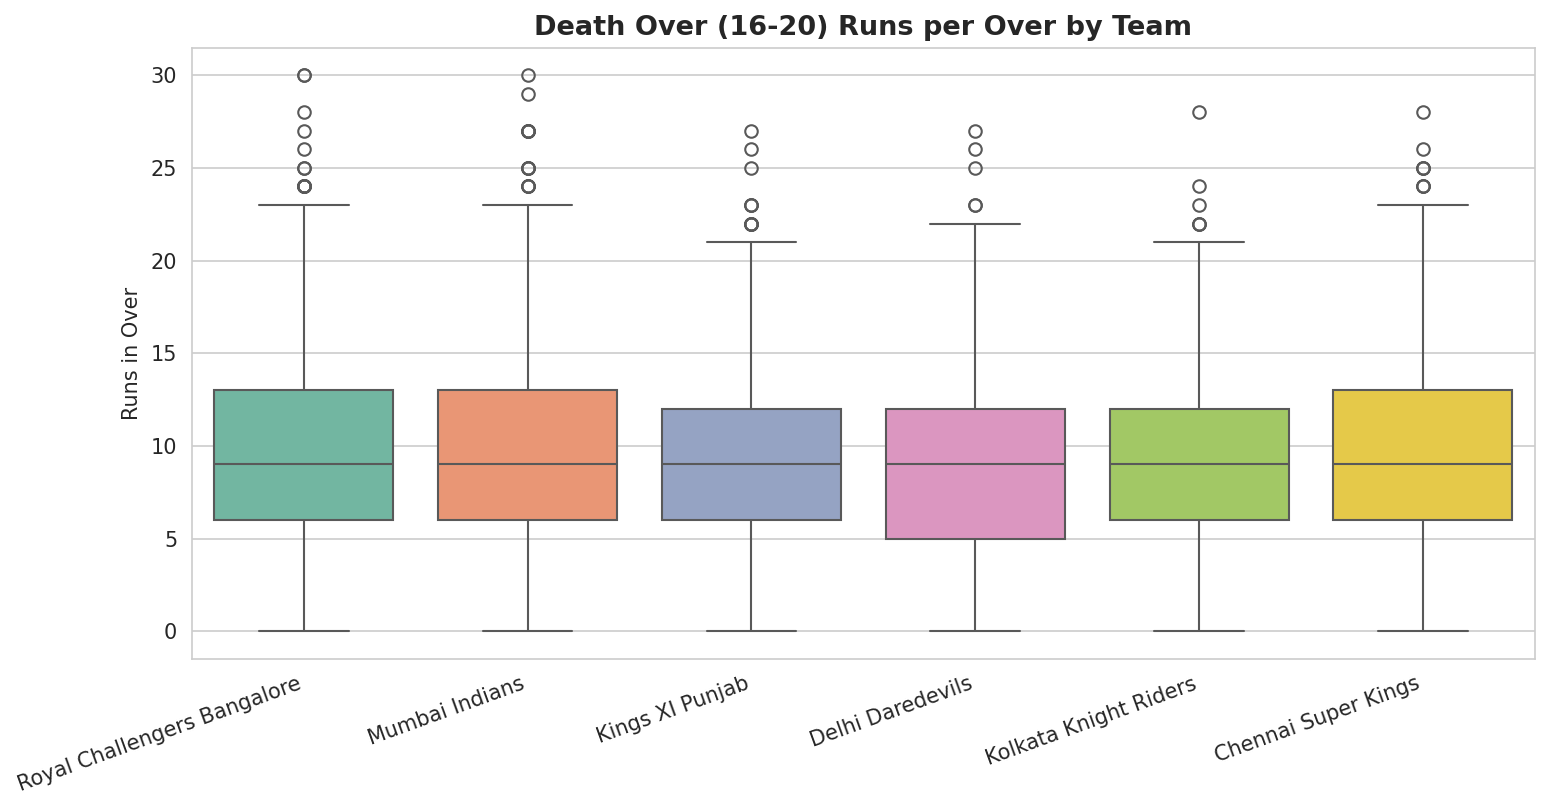 Death Over (16-20) Runs per Over by Team
Runs in Over
30
25
20
15
10
5
0
Royal Challengers Bangalore
Mumbai Indians
Kings XI Punjab
Delhi Daredevils
Kolkata Knight Riders
Chennai Super Kings